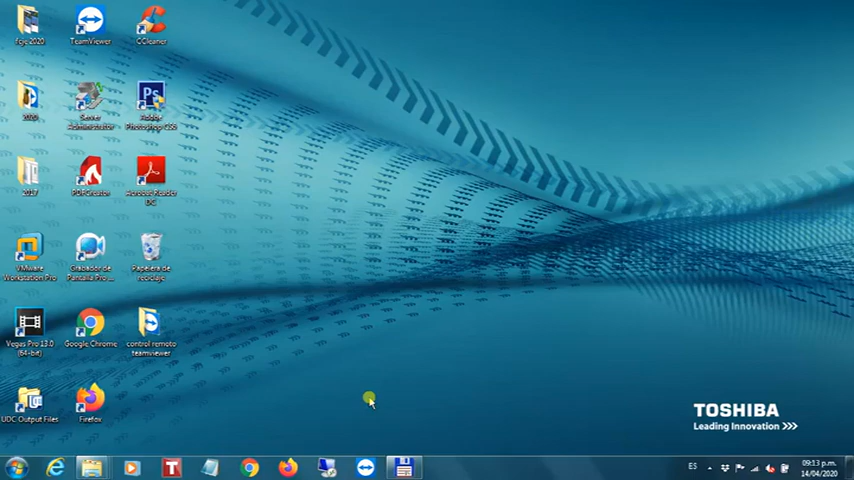 fcje 2020
TeamViewer
CCleaner
2020
Server
Administrator
Ps
Adobe
Photoshop CS6
2017
PDFCreator
Acrobat Reader
DC
VMware
Workstation Pro
Grabador de
Pantalla Pro ...
Papelera de
reciclaje
Vegas Pro 13.0
(64-bit)
Google Chrome
control remoto
teamviewer
UDC Output Files
Firefox
TOSHIBA
Leading Innovation >>>
T
ES
09:13 p.m.
14/04/2020